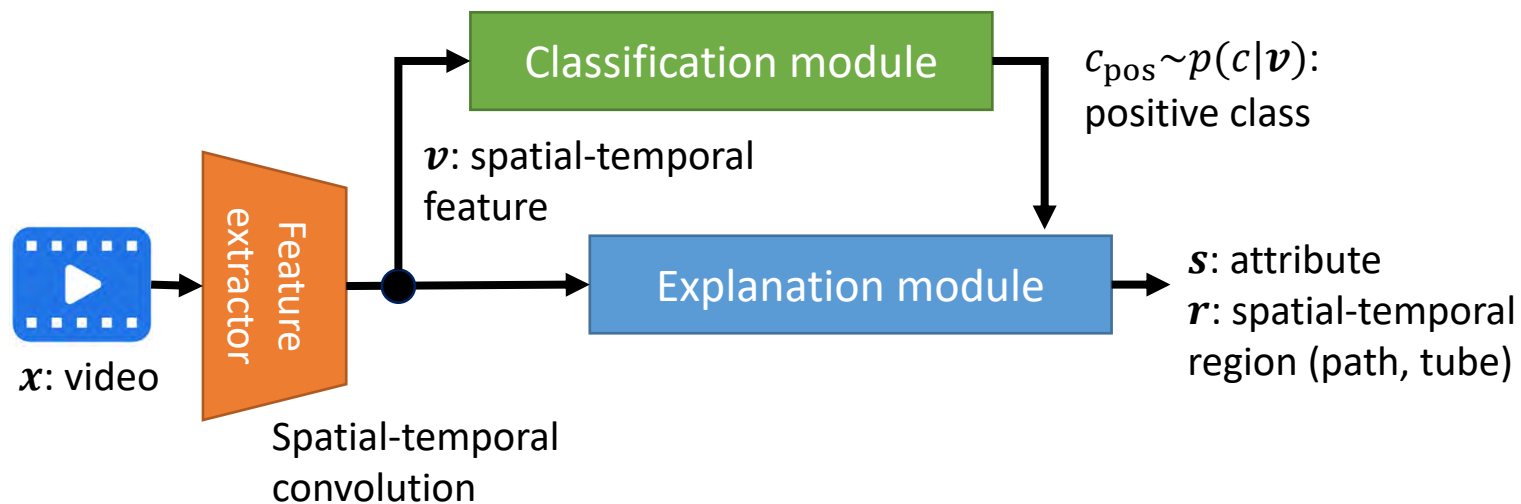 Classification module
c_pos~p(c|v):
positive class
v: spatial-temporal
feature
Feature
extractor
Explanation module
s: attribute
r: spatial-temporal
region (path, tube)
x: video
Spatial-temporal
convolution